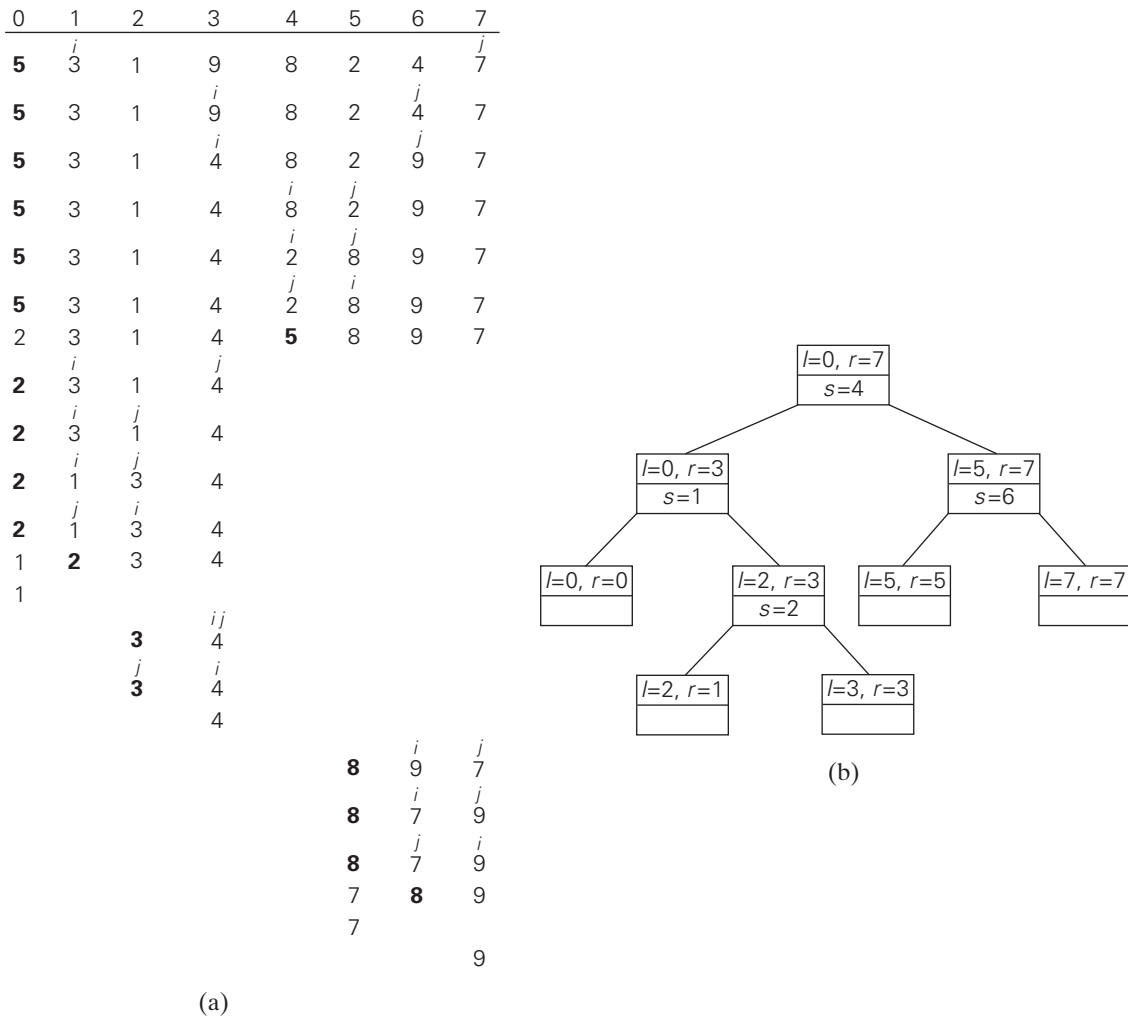 0 1 2 3 4 5 6 7
i j
5 3 1 9 8 2 4 7
i j
5 3 1 9 8 2 4 7
i j
5 3 1 4 8 2 9 7
i j
5 3 1 4 8 2 9 7
i j
5 3 1 4 2 8 9 7
j i
5 3 1 4 2 8 9 7
2 3 1 4 5 8 9 7
i j
2 3 1 4
i j
2 3 1 4
i j
2 1 3 4
j i
2 1 3 4
1 2 3 4
1
i j
3 4
j i
3 4
4
i j
8 9 7
i j
8 7 9
j i
8 7 9
7 8 9
7
9
(a)
l=0, r=7
s=4
l=0, r=3
s=1
l=5, r=7
s=6
l=0, r=0
l=2, r=3
s=2
l=5, r=5
l=7, r=7
l=2, r=1
l=3, r=3
(b)